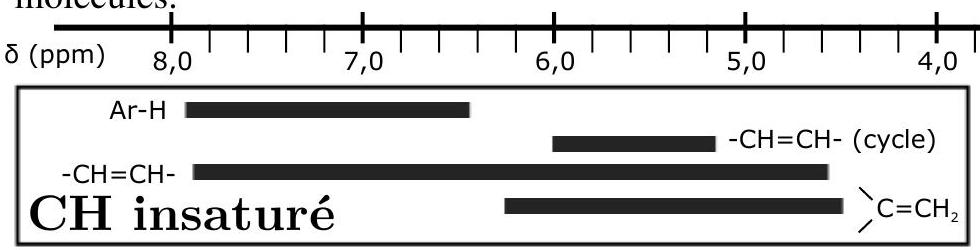 molécules.
δ (ppm) 8,0 7,0 6,0 5,0 4,0
Ar-H
-CH=CH- (cycle)
-CH=CH-
CH insaturé
C=CH₂